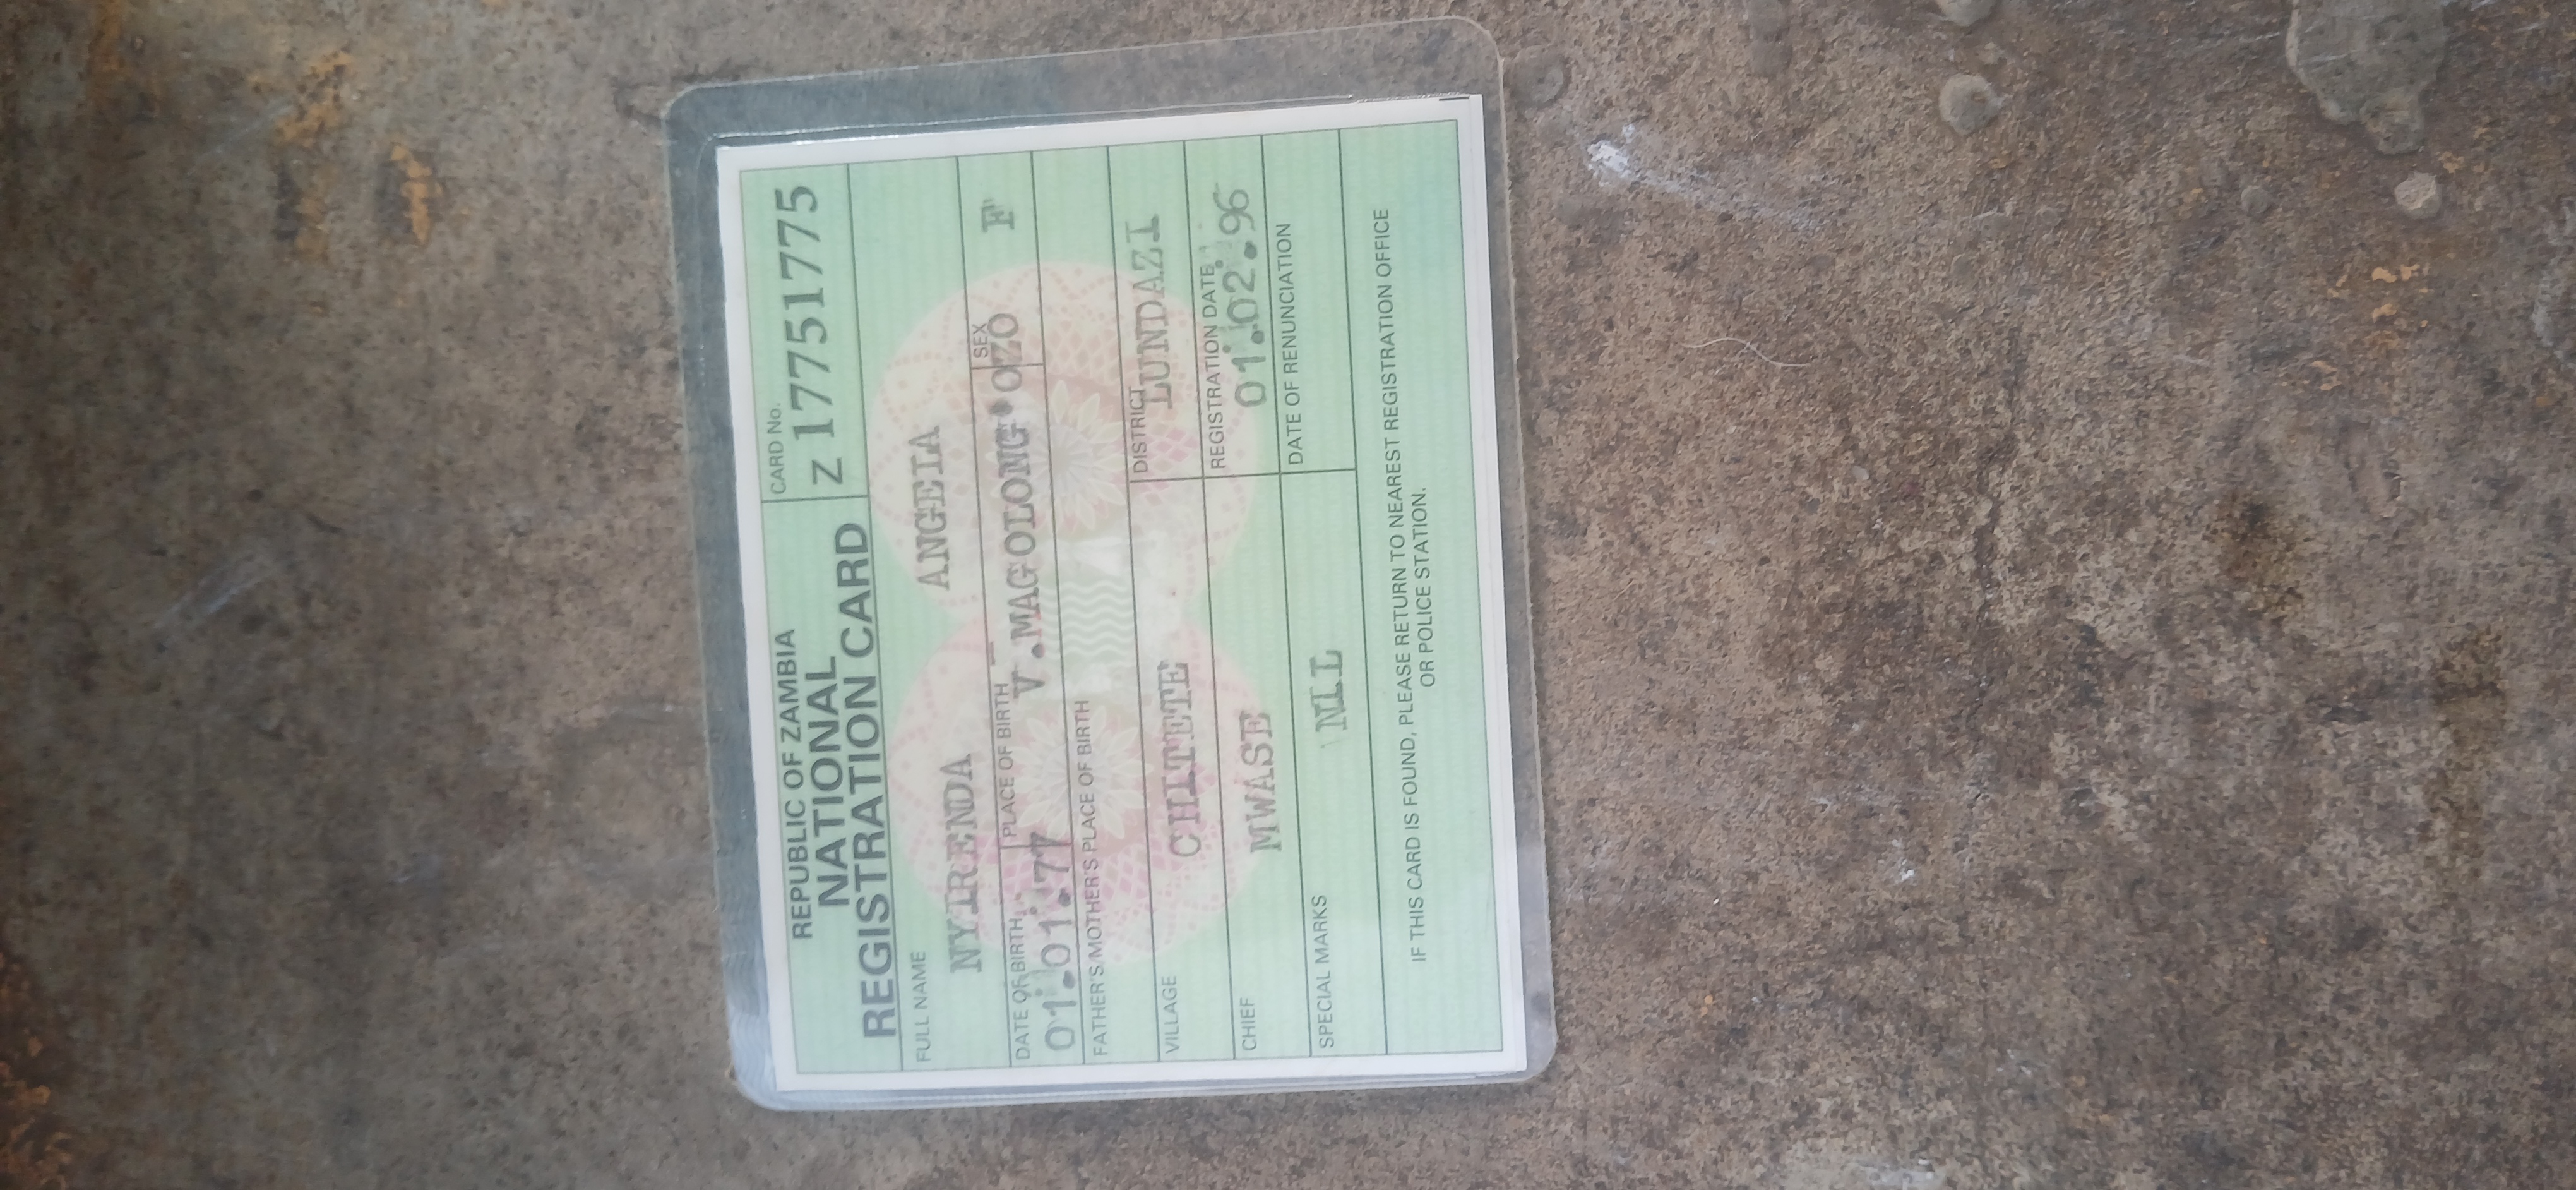 REPUBLIC OF ZAMBIA
NATIONAL
REGISTRATION CARD
CARD No.
Z 17751775
FULL NAME
NYIRENDA ANGELA
DATE OF BIRTH
01.01.77
PLACE OF BIRTH
V.MAGOLONG'OZO
SEX
F
FATHER'S MOTHER'S PLACE OF BIRTH
VILLAGE
CHILTETE
DISTRICT
LUNDAZI
CHIEF
MWASE
REGISTRATION DATE
01.02.96
SPECIAL MARKS
NIL
DATE OF RENUNCIATION
IF THIS CARD IS FOUND, PLEASE RETURN TO NEAREST REGISTRATION OFFICE
OR POLICE STATION.